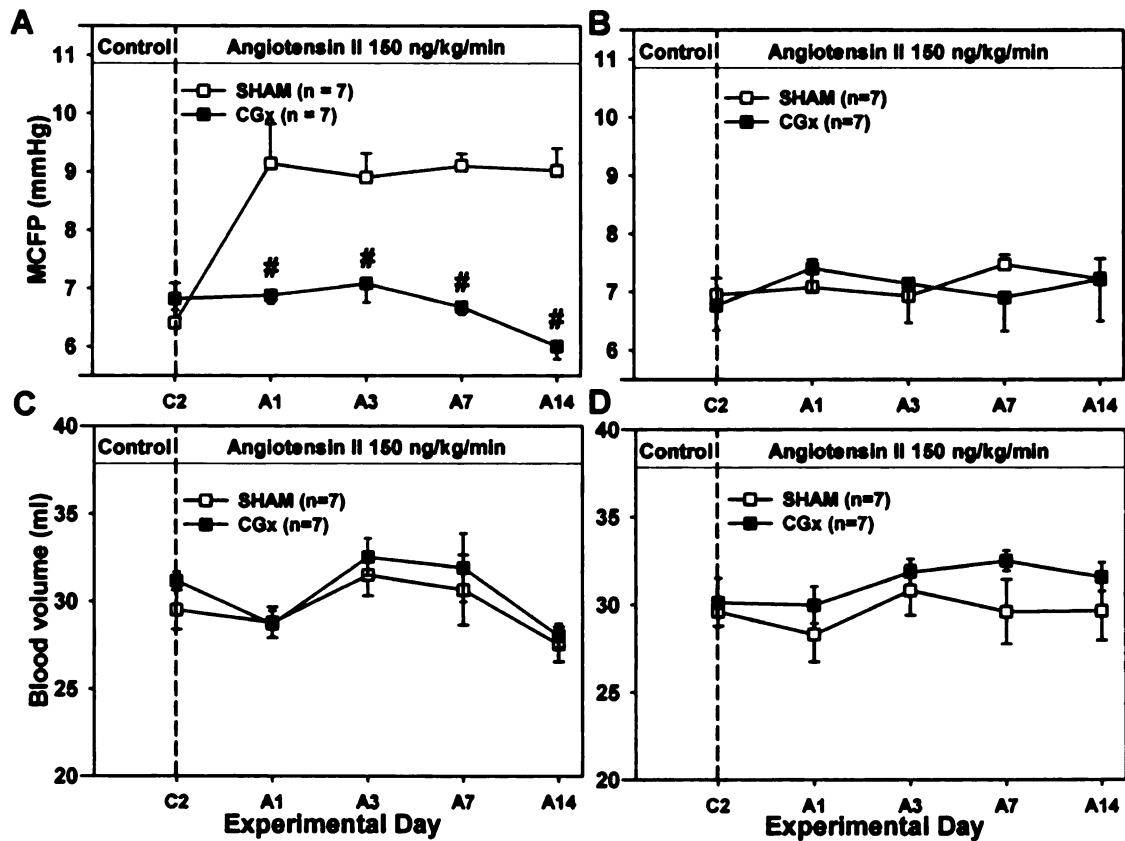 A
Control
Angiotensin II 150 ng/kg/min
SHAM (n = 7)
CGx (n = 7)
MCFP (mmHg)
11
10
9
8
7
6
#
#
#
#
C2
A1
A3
A7
A14
B
Control
Angiotensin II 150 ng/kg/min
SHAM (n=7)
CGx (n=7)
11
10
9
8
7
6
C2
A1
A3
A7
A14
C
Control
Angiotensin II 150 ng/kg/min
SHAM (n=7)
CGx (n=7)
Blood volume (ml)
40
35
30
25
20
C2
A1
A3
A7
A14
Experimental Day
D
Control
Angiotensin II 150 ng/kg/min
SHAM (n=7)
CGx (n=7)
40
35
30
25
20
C2
A1
A3
A7
A14
Experimental Day